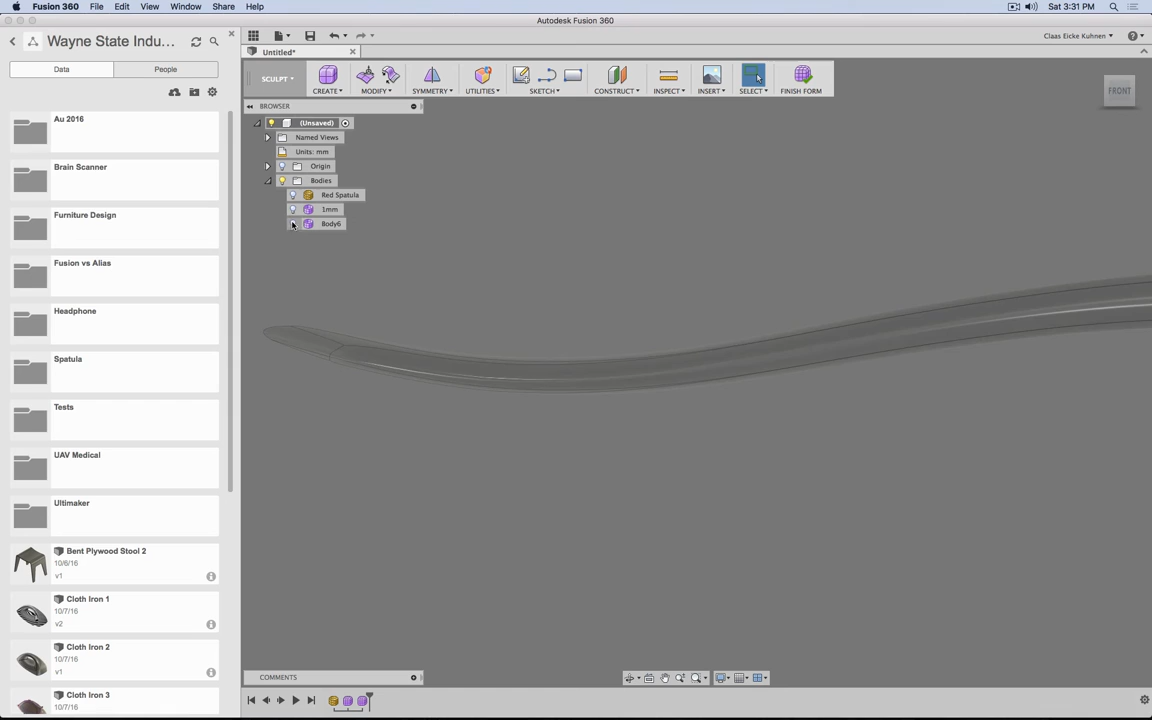 Fusion 360 File Edit View Window Share Help Sat 3:31 PM
Autodesk Fusion 360
Wayne State Indu... Claas Eicke Kuhnen
Untitled*
Data People
SCULPT CREATE MODIFY SYMMETRY UTILITIES SKETCH CONSTRUCT INSPECT INSERT SELECT FINISH FORM
FRONT
BROWSER
(Unsaved)
Named Views
Units: mm
Origin
Bodies
Red Spatula
1mm
Body6
Au 2016
Brain Scanner
Furniture Design
Fusion vs Alias
Headphone
Spatula
Tests
UAV Medical
Ultimaker
Bent Plywood Stool 2
10/6/16
v1
Cloth Iron 1
10/7/16
v2
Cloth Iron 2
10/7/16
v1
Cloth Iron 3
10/7/16
COMMENTS